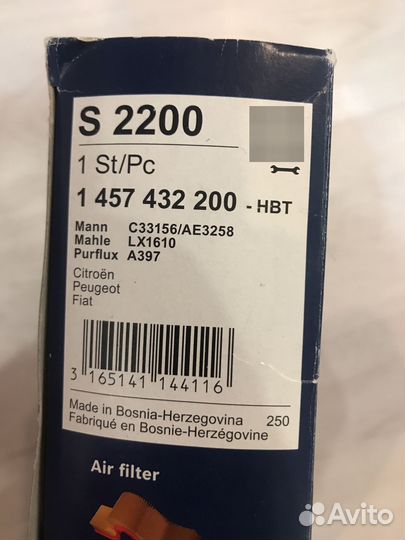 S 2200
1 St/Pc
1 457 432 200 - HBT
Mann C33156/AE3258
Mahle LX1610
Purflux A397
Citroën
Peugeot
Fiat
3 165141 144116
Made in Bosnia-Herzegovina 250
Fabriqué en Bosnie-Herzégovine
Air filter
Avito